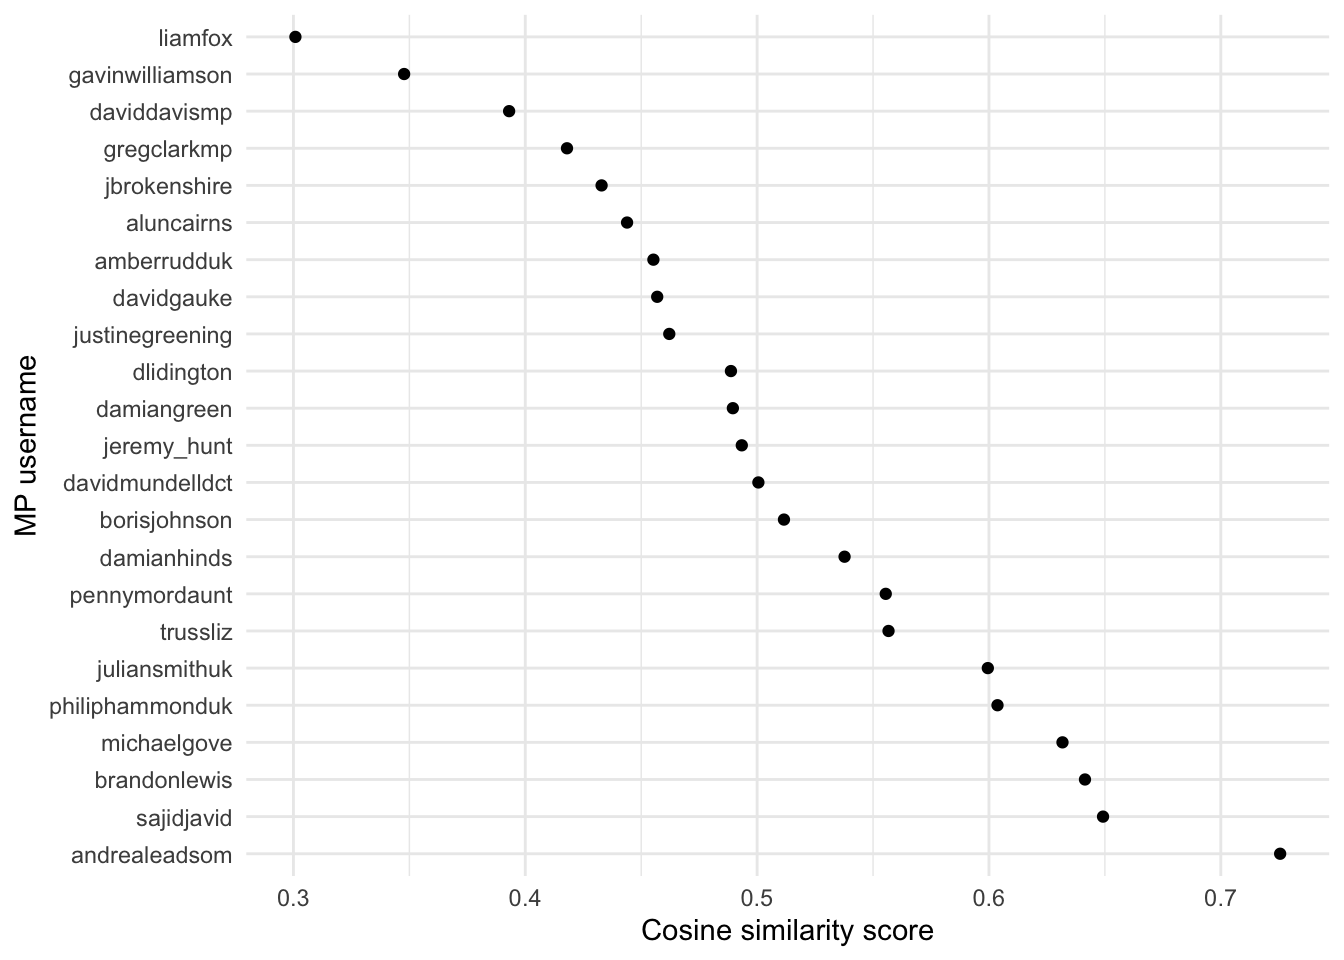 liamfox
gavinwilliamson
daviddavismp
gregclarkmp
jbrokenshire
aluncairns
amberrudduk
davidgauke
justinegreening
dlidington
damiangreen
jeremy_hunt
davidmundelldct
borisjohnson
damianhinds
pennymordaunt
trussliz
juliansmithuk
philiphammonduk
michaelgove
brandonlewis
sajidjavid
andrealeadsom
MP username
0.3 0.4 0.5 0.6 0.7
Cosine similarity score